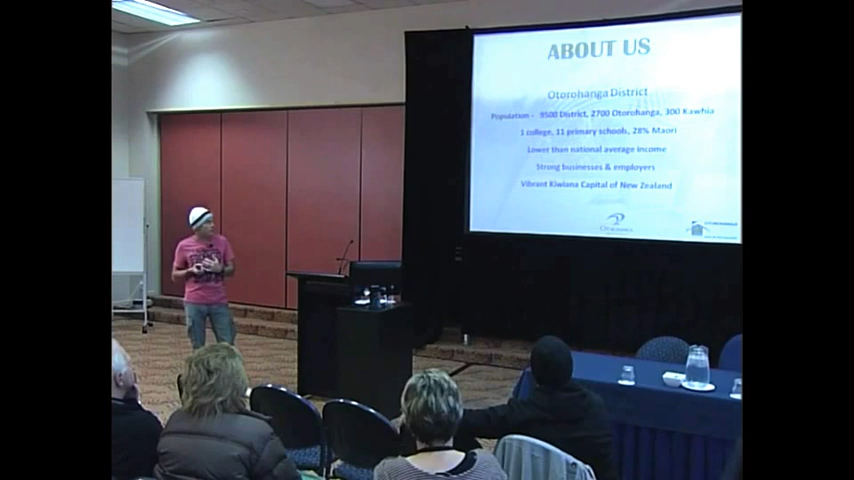 ABOUT US
Otorohanga District
Population - 9500 District, 2700 Otorohanga, 300 Kawhia
1 college, 11 primary schools, 28% Maori
Lower than national average income
Strong businesses & employers
Vibrant Kiwiana Capital of New Zealand